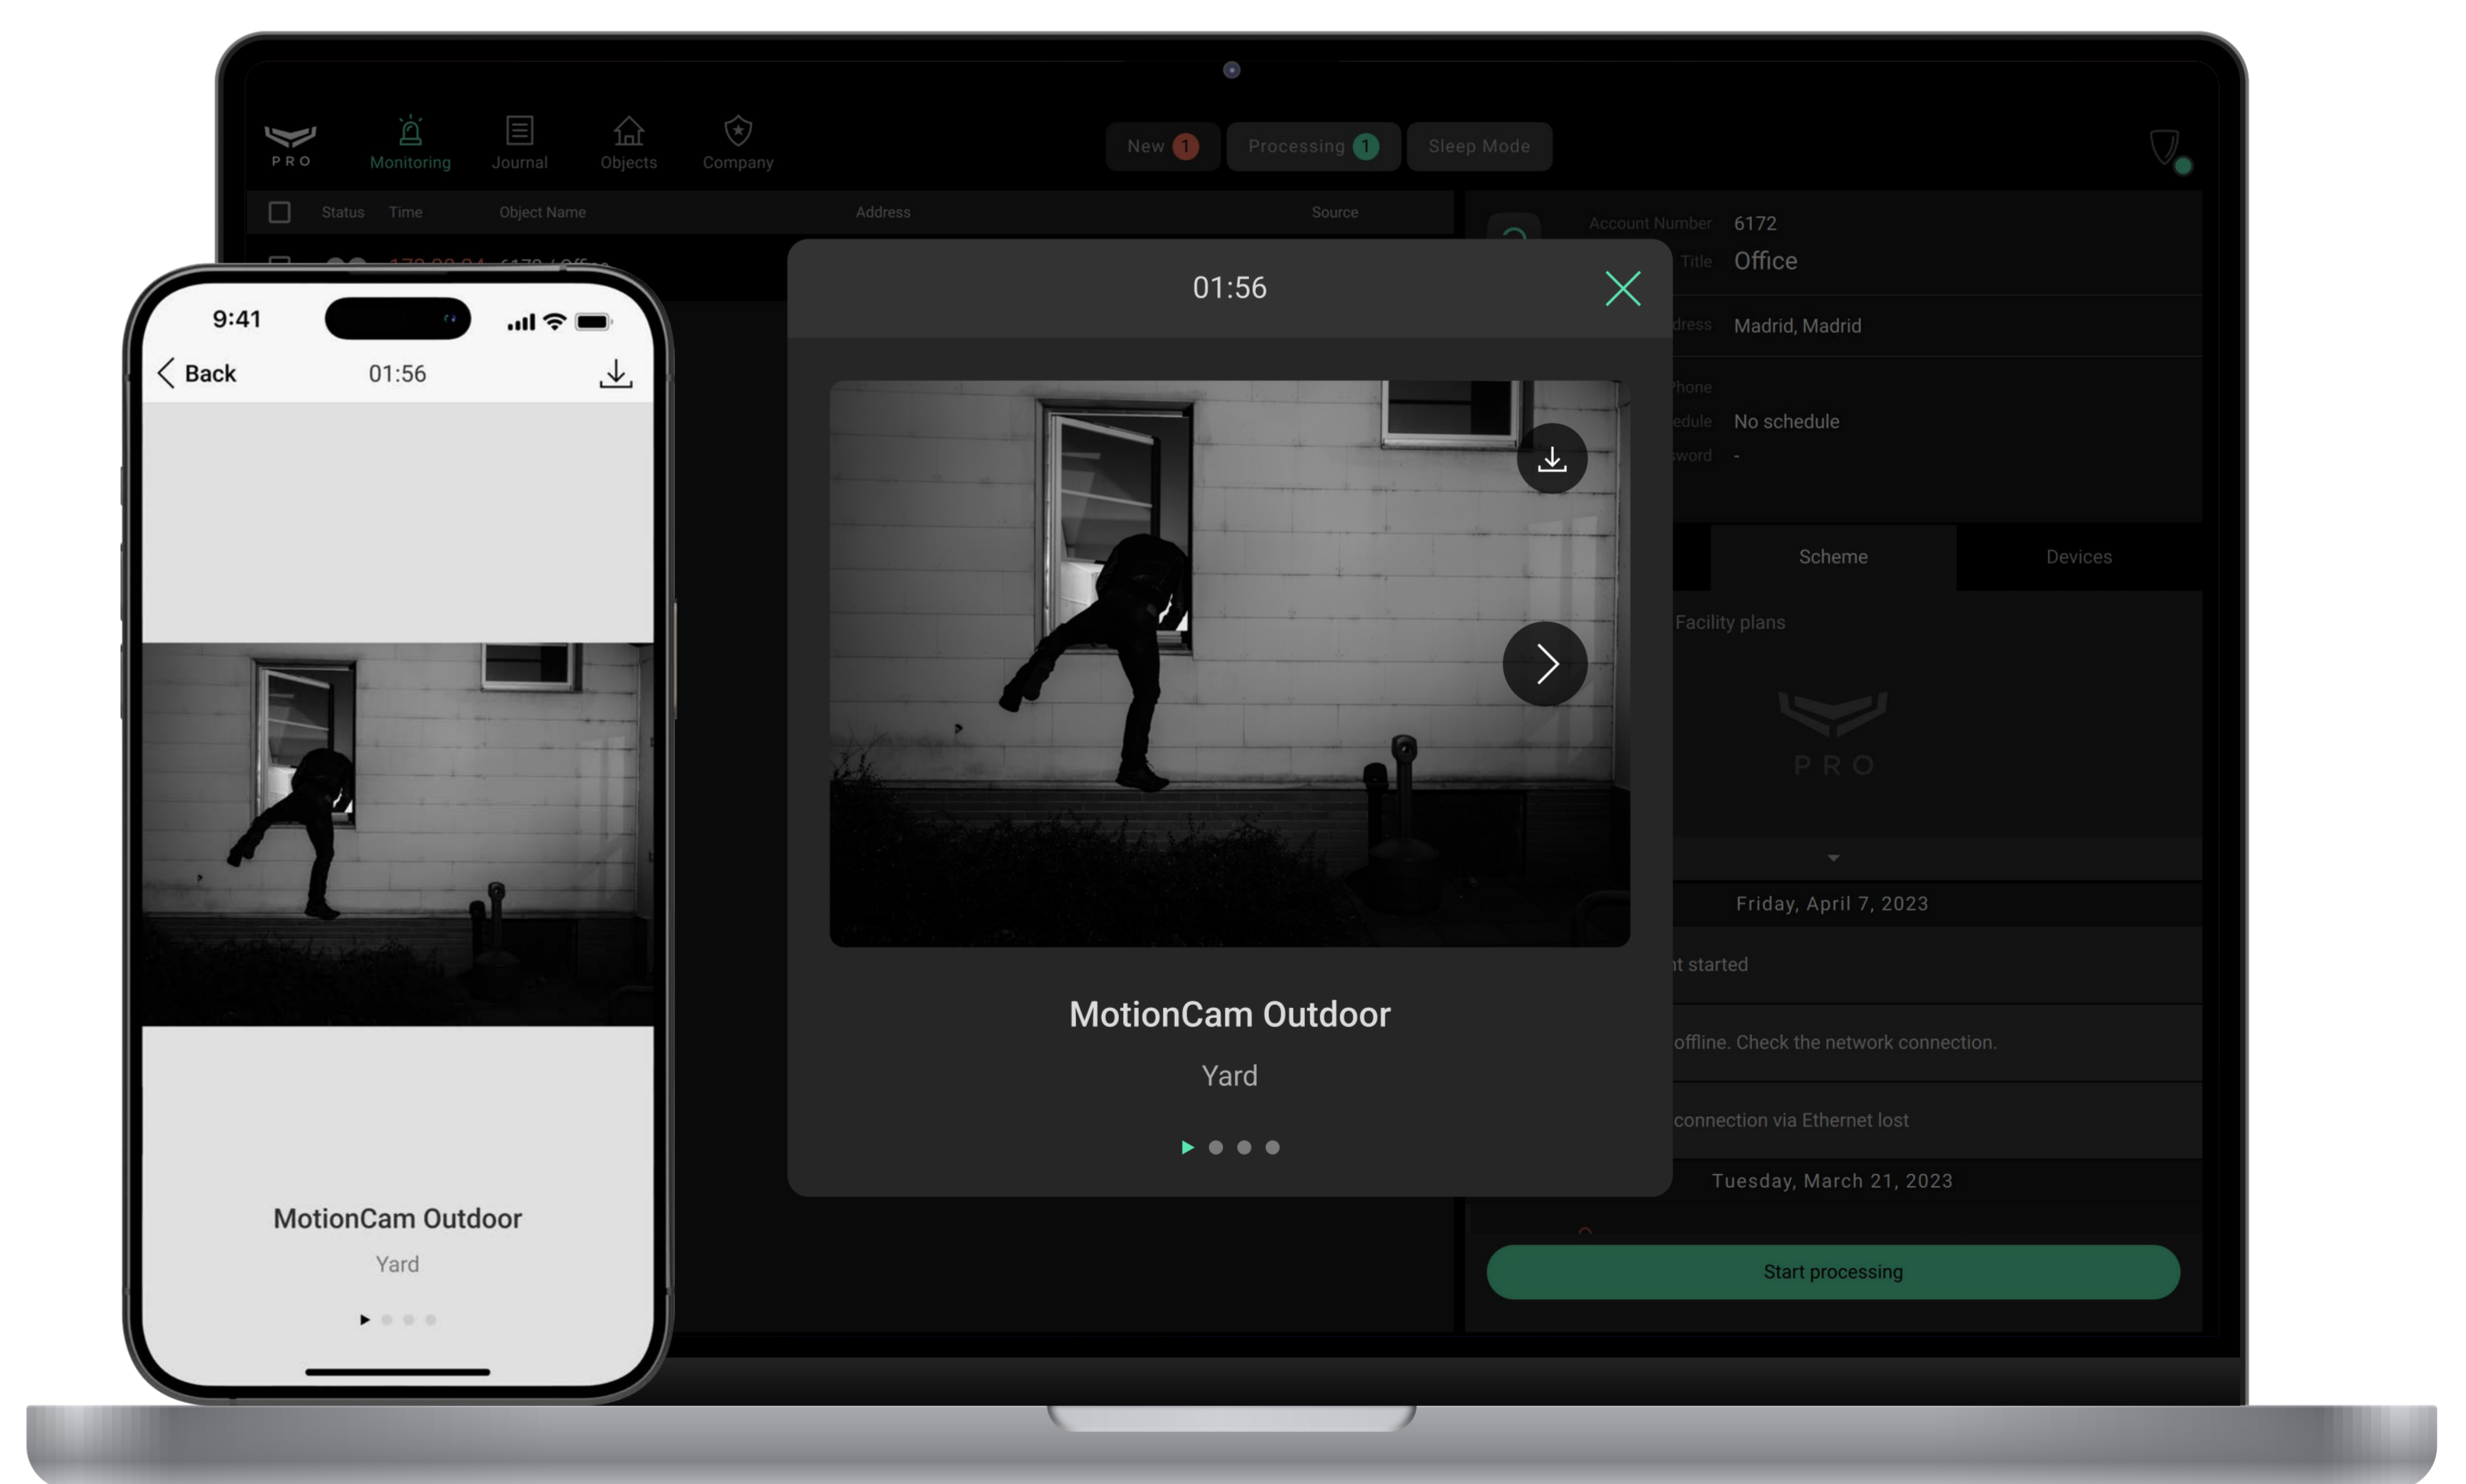 PRO
Monitoring
Journal
Objects
Company
New 1
Processing 1
Sleep Mode
Status Time Object Name Address Source
Account Number 6172
Title Office
Madrid, Madrid
No schedule
-
Scheme
Devices
Facility plans
PRO
Friday, April 7, 2023
started
offline. Check the network connection.
connection via Ethernet lost
Tuesday, March 21, 2023
Start processing
01:56
MotionCam Outdoor
Yard
9:41
Back
01:56
MotionCam Outdoor
Yard